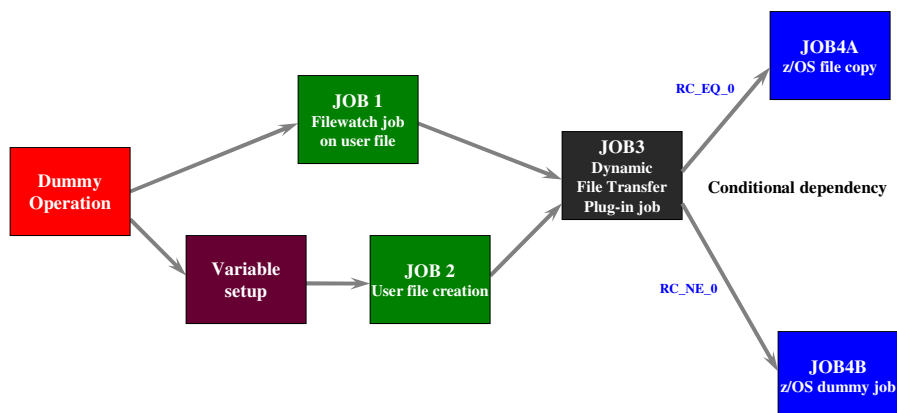 Dummy
Operation
JOB 1
Filewatch job
on user file
Variable
setup
JOB 2
User file creation
JOB3
Dynamic
File Transfer
Plug-in job
RC_EQ_0
JOB4A
z/OS file copy
Conditional dependency
RC_NE_0
JOB4B
z/OS dummy job